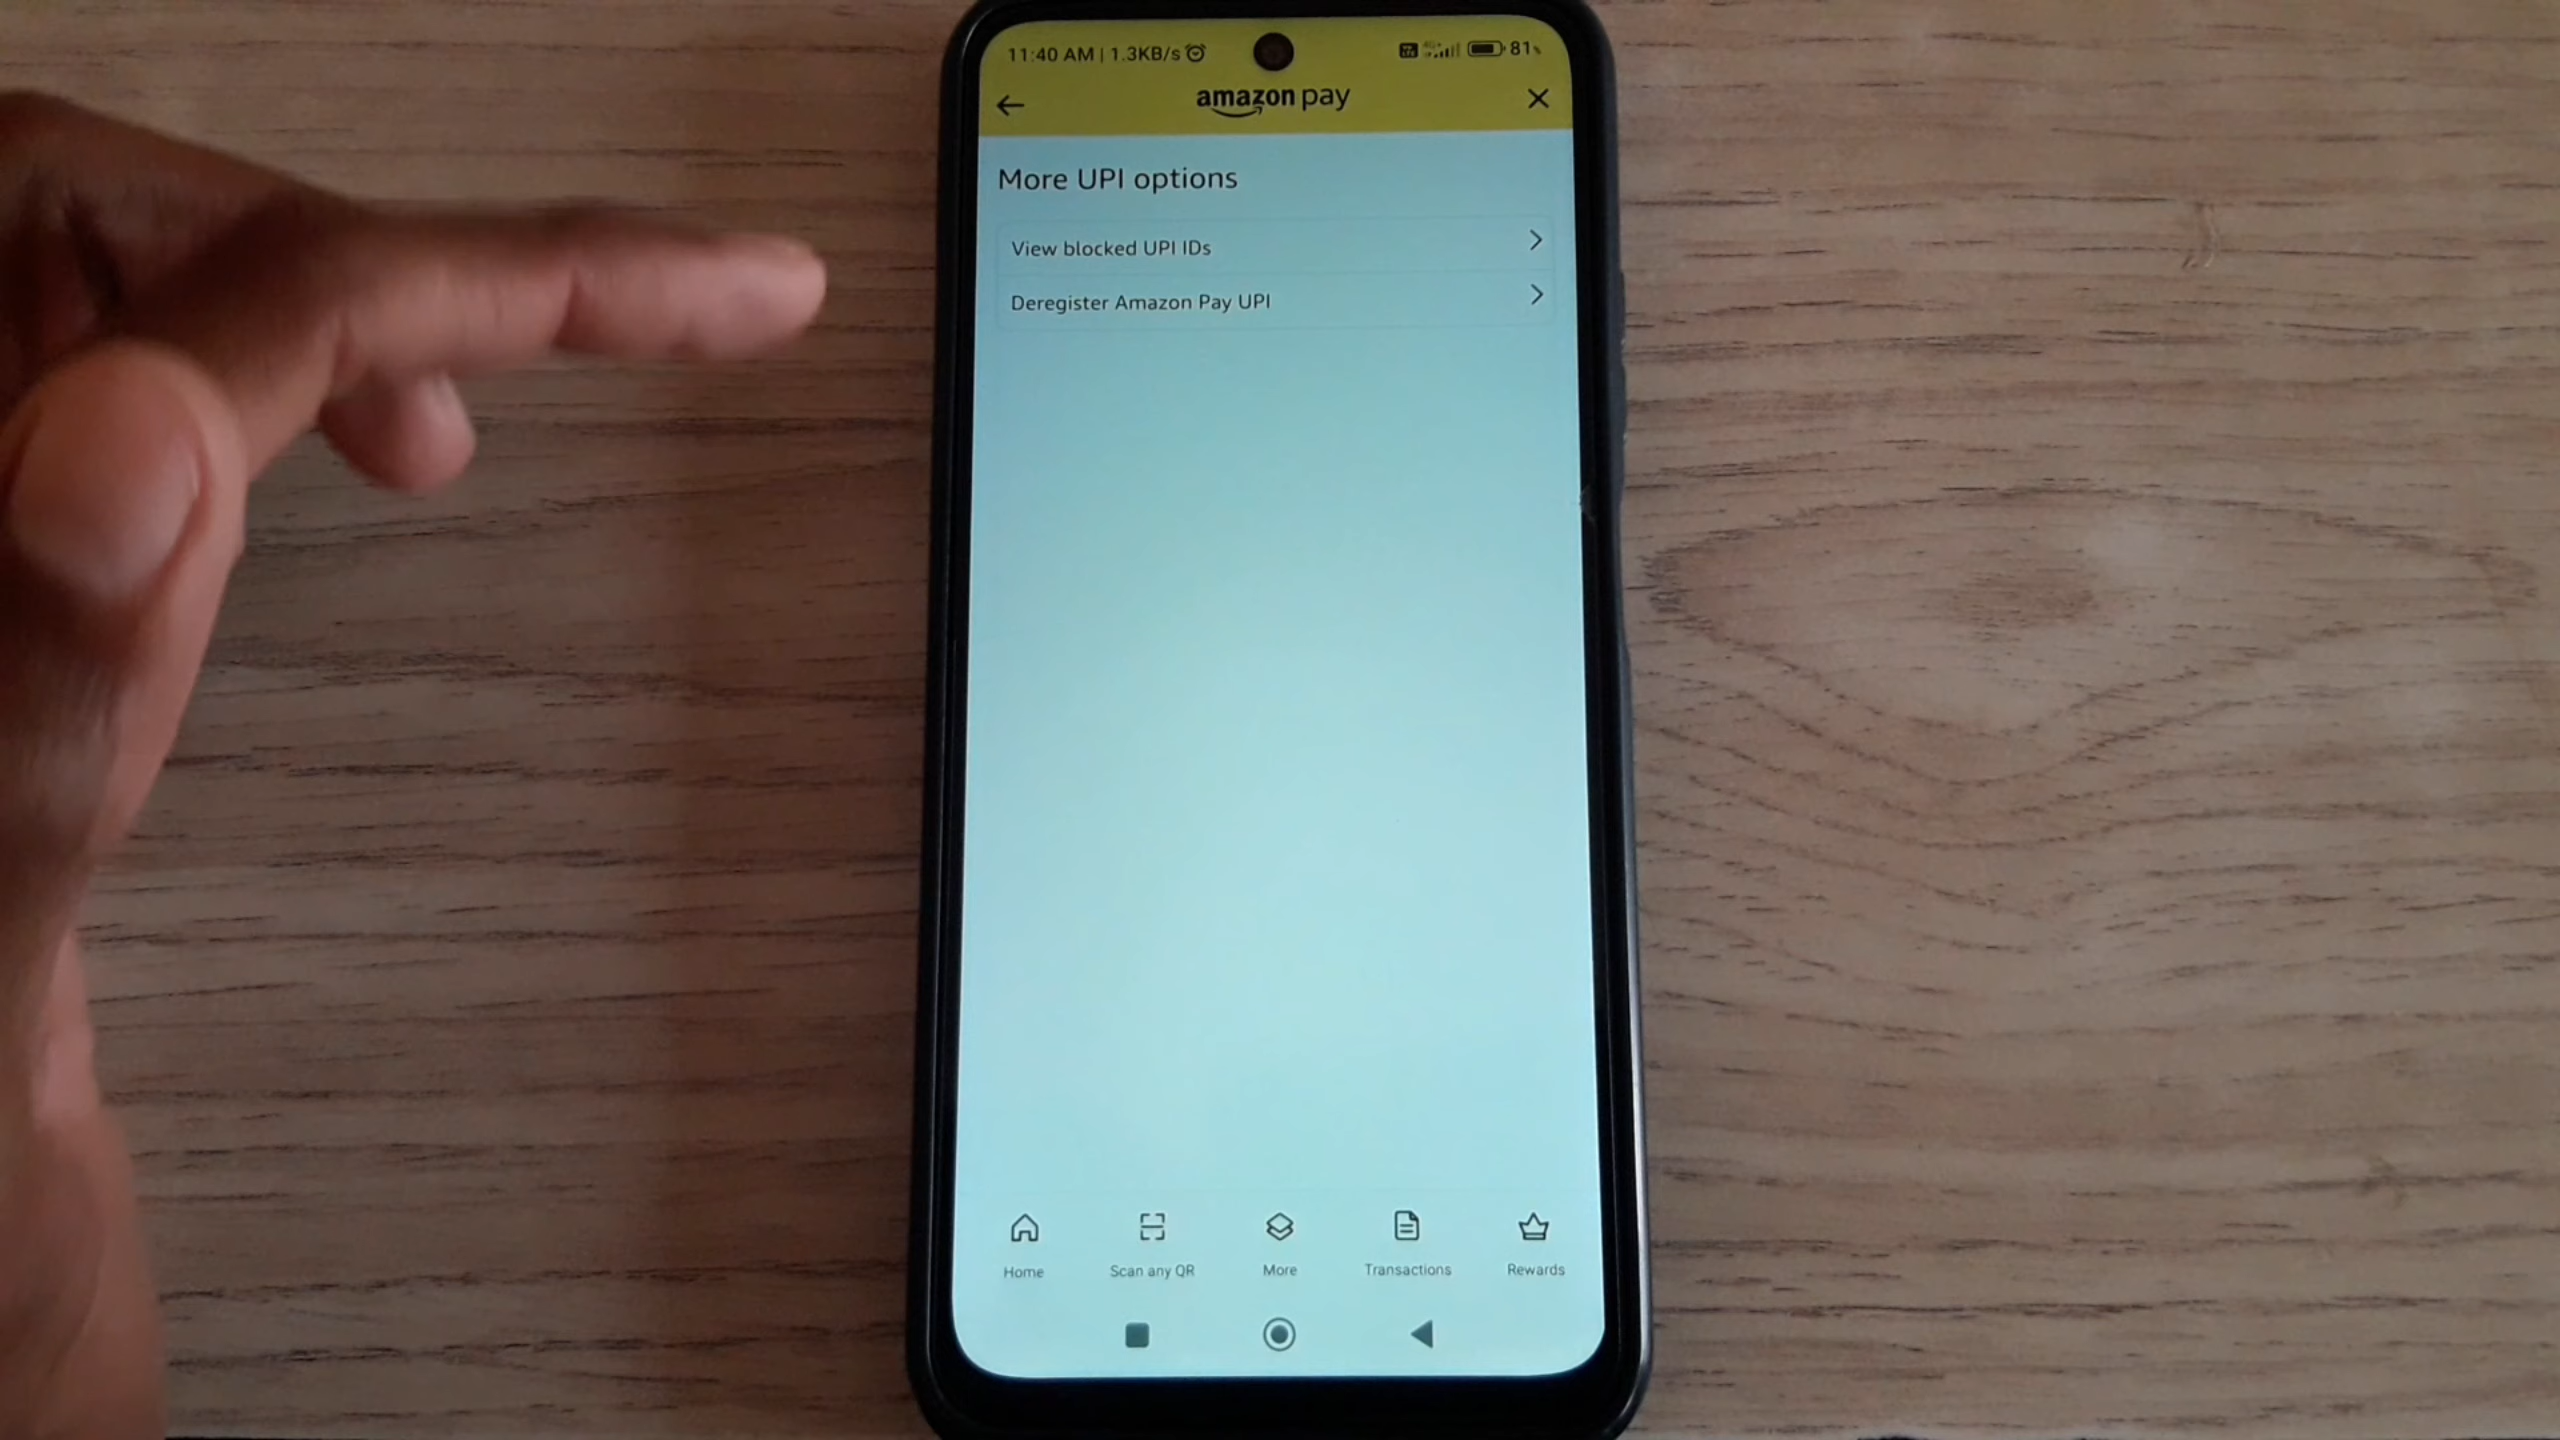 11:40 AM | 1.3KB/s
81
amazon pay
More UPI options
View blocked UPI IDs
Deregister Amazon Pay UPI
Home
Scan any QR
More
Transactions
Rewards